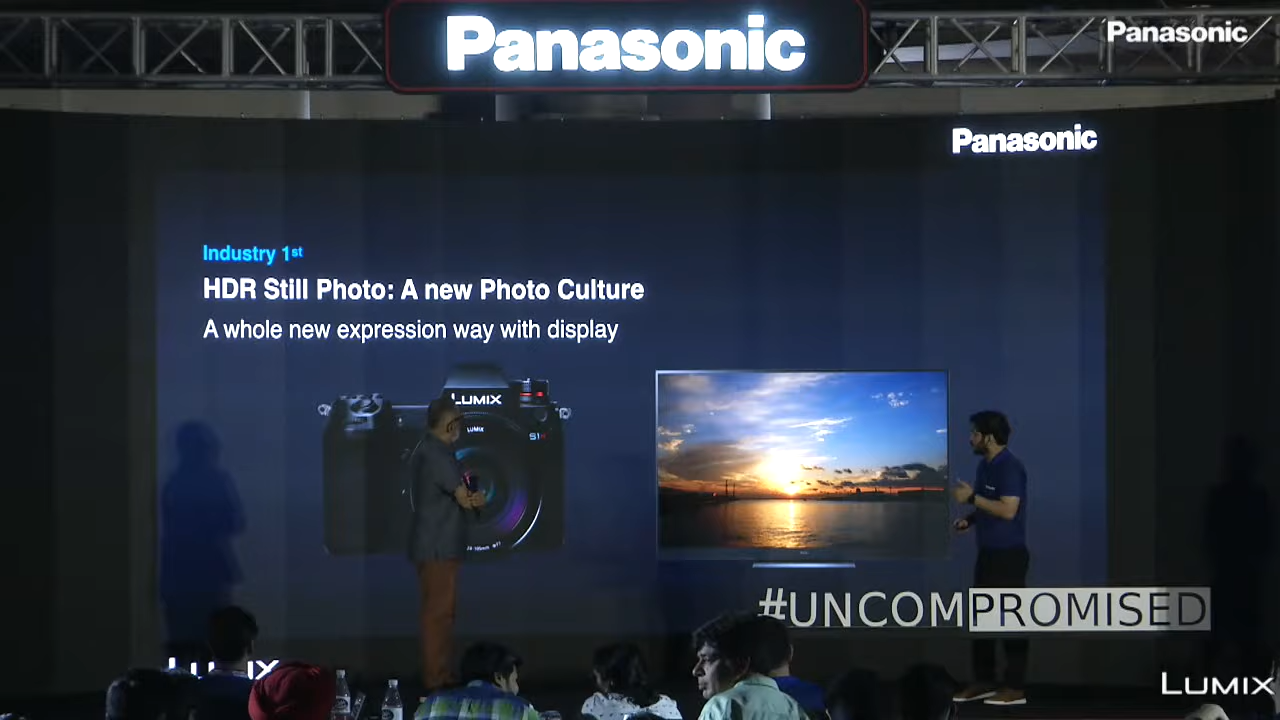 Panasonic
Panasonic
Panasonic
Industry 1st
HDR Still Photo: A new Photo Culture
A whole new expression way with display
LUMIX
LUMIX
S1R
#UNCOMPROMISED
LUMIX
LUMIX